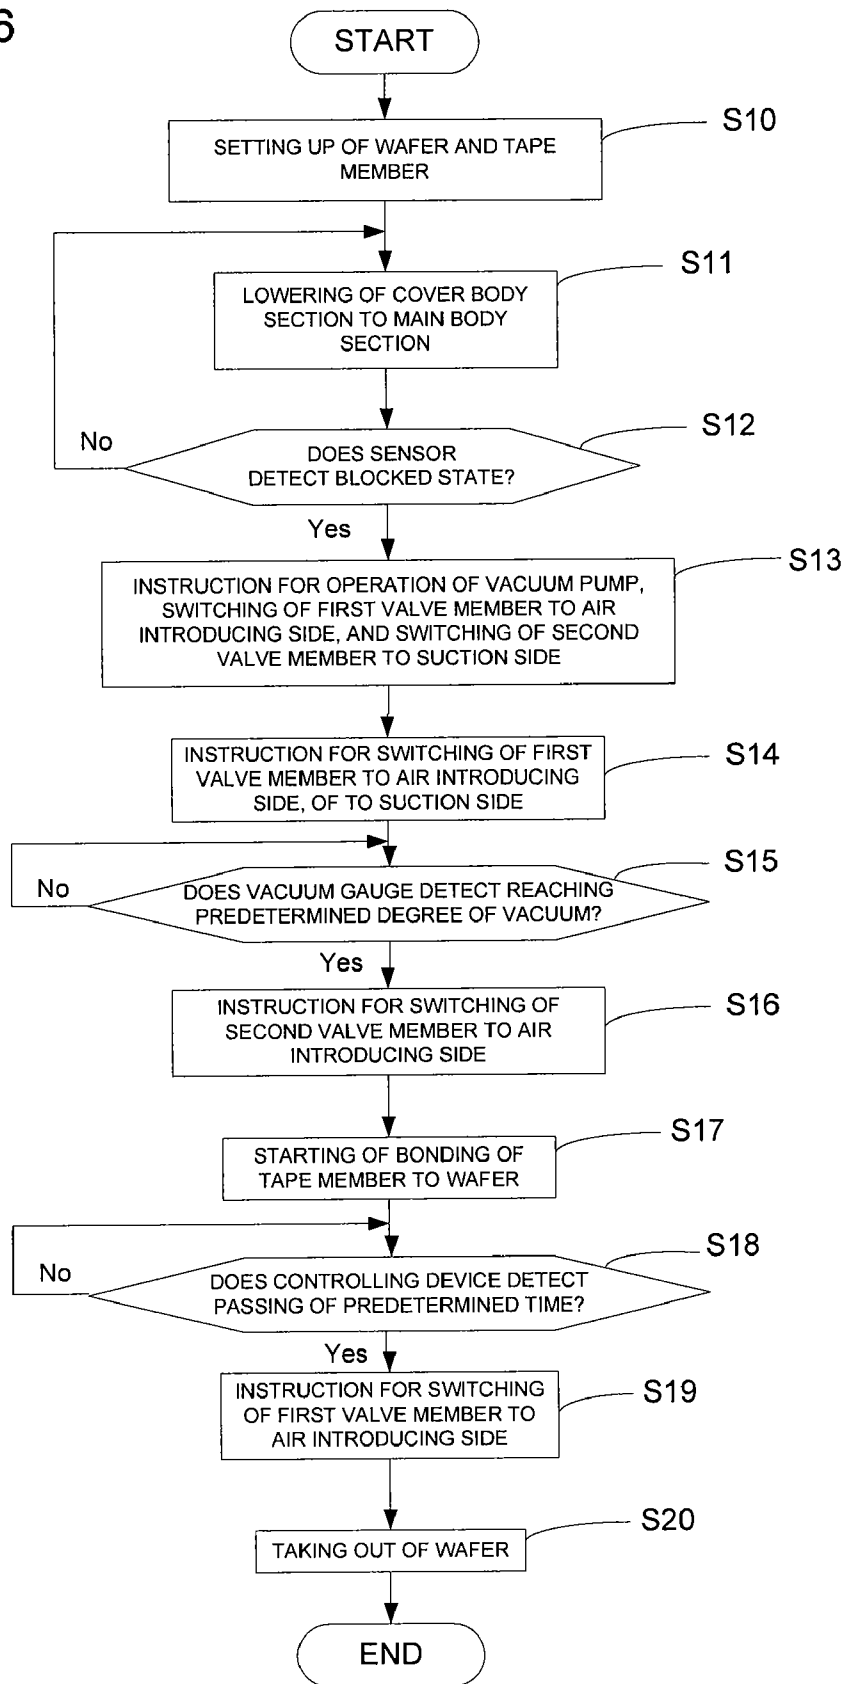 6
START
S10
SETTING UP OF WAFER AND TAPE
MEMBER
S11
LOWERING OF COVER BODY
SECTION TO MAIN BODY
SECTION
S12
No
DOES SENSOR
DETECT BLOCKED STATE?
Yes
S13
INSTRUCTION FOR OPERATION OF VACUUM PUMP,
SWITCHING OF FIRST VALVE MEMBER TO AIR
INTRODUCING SIDE, AND SWITCHING OF SECOND
VALVE MEMBER TO SUCTION SIDE
S14
INSTRUCTION FOR SWITCHING OF FIRST
VALVE MEMBER TO AIR INTRODUCING
SIDE, OF TO SUCTION SIDE
S15
No
DOES VACUUM GAUGE DETECT REACHING
PREDETERMINED DEGREE OF VACUUM?
Yes
S16
INSTRUCTION FOR SWITCHING OF
SECOND VALVE MEMBER TO AIR
INTRODUCING SIDE
S17
STARTING OF BONDING OF
TAPE MEMBER TO WAFER
S18
No
DOES CONTROLLING DEVICE DETECT
PASSING OF PREDETERMINED TIME?
Yes
S19
INSTRUCTION FOR SWITCHING
OF FIRST VALVE MEMBER TO
AIR INTRODUCING SIDE
S20
TAKING OUT OF WAFER
END